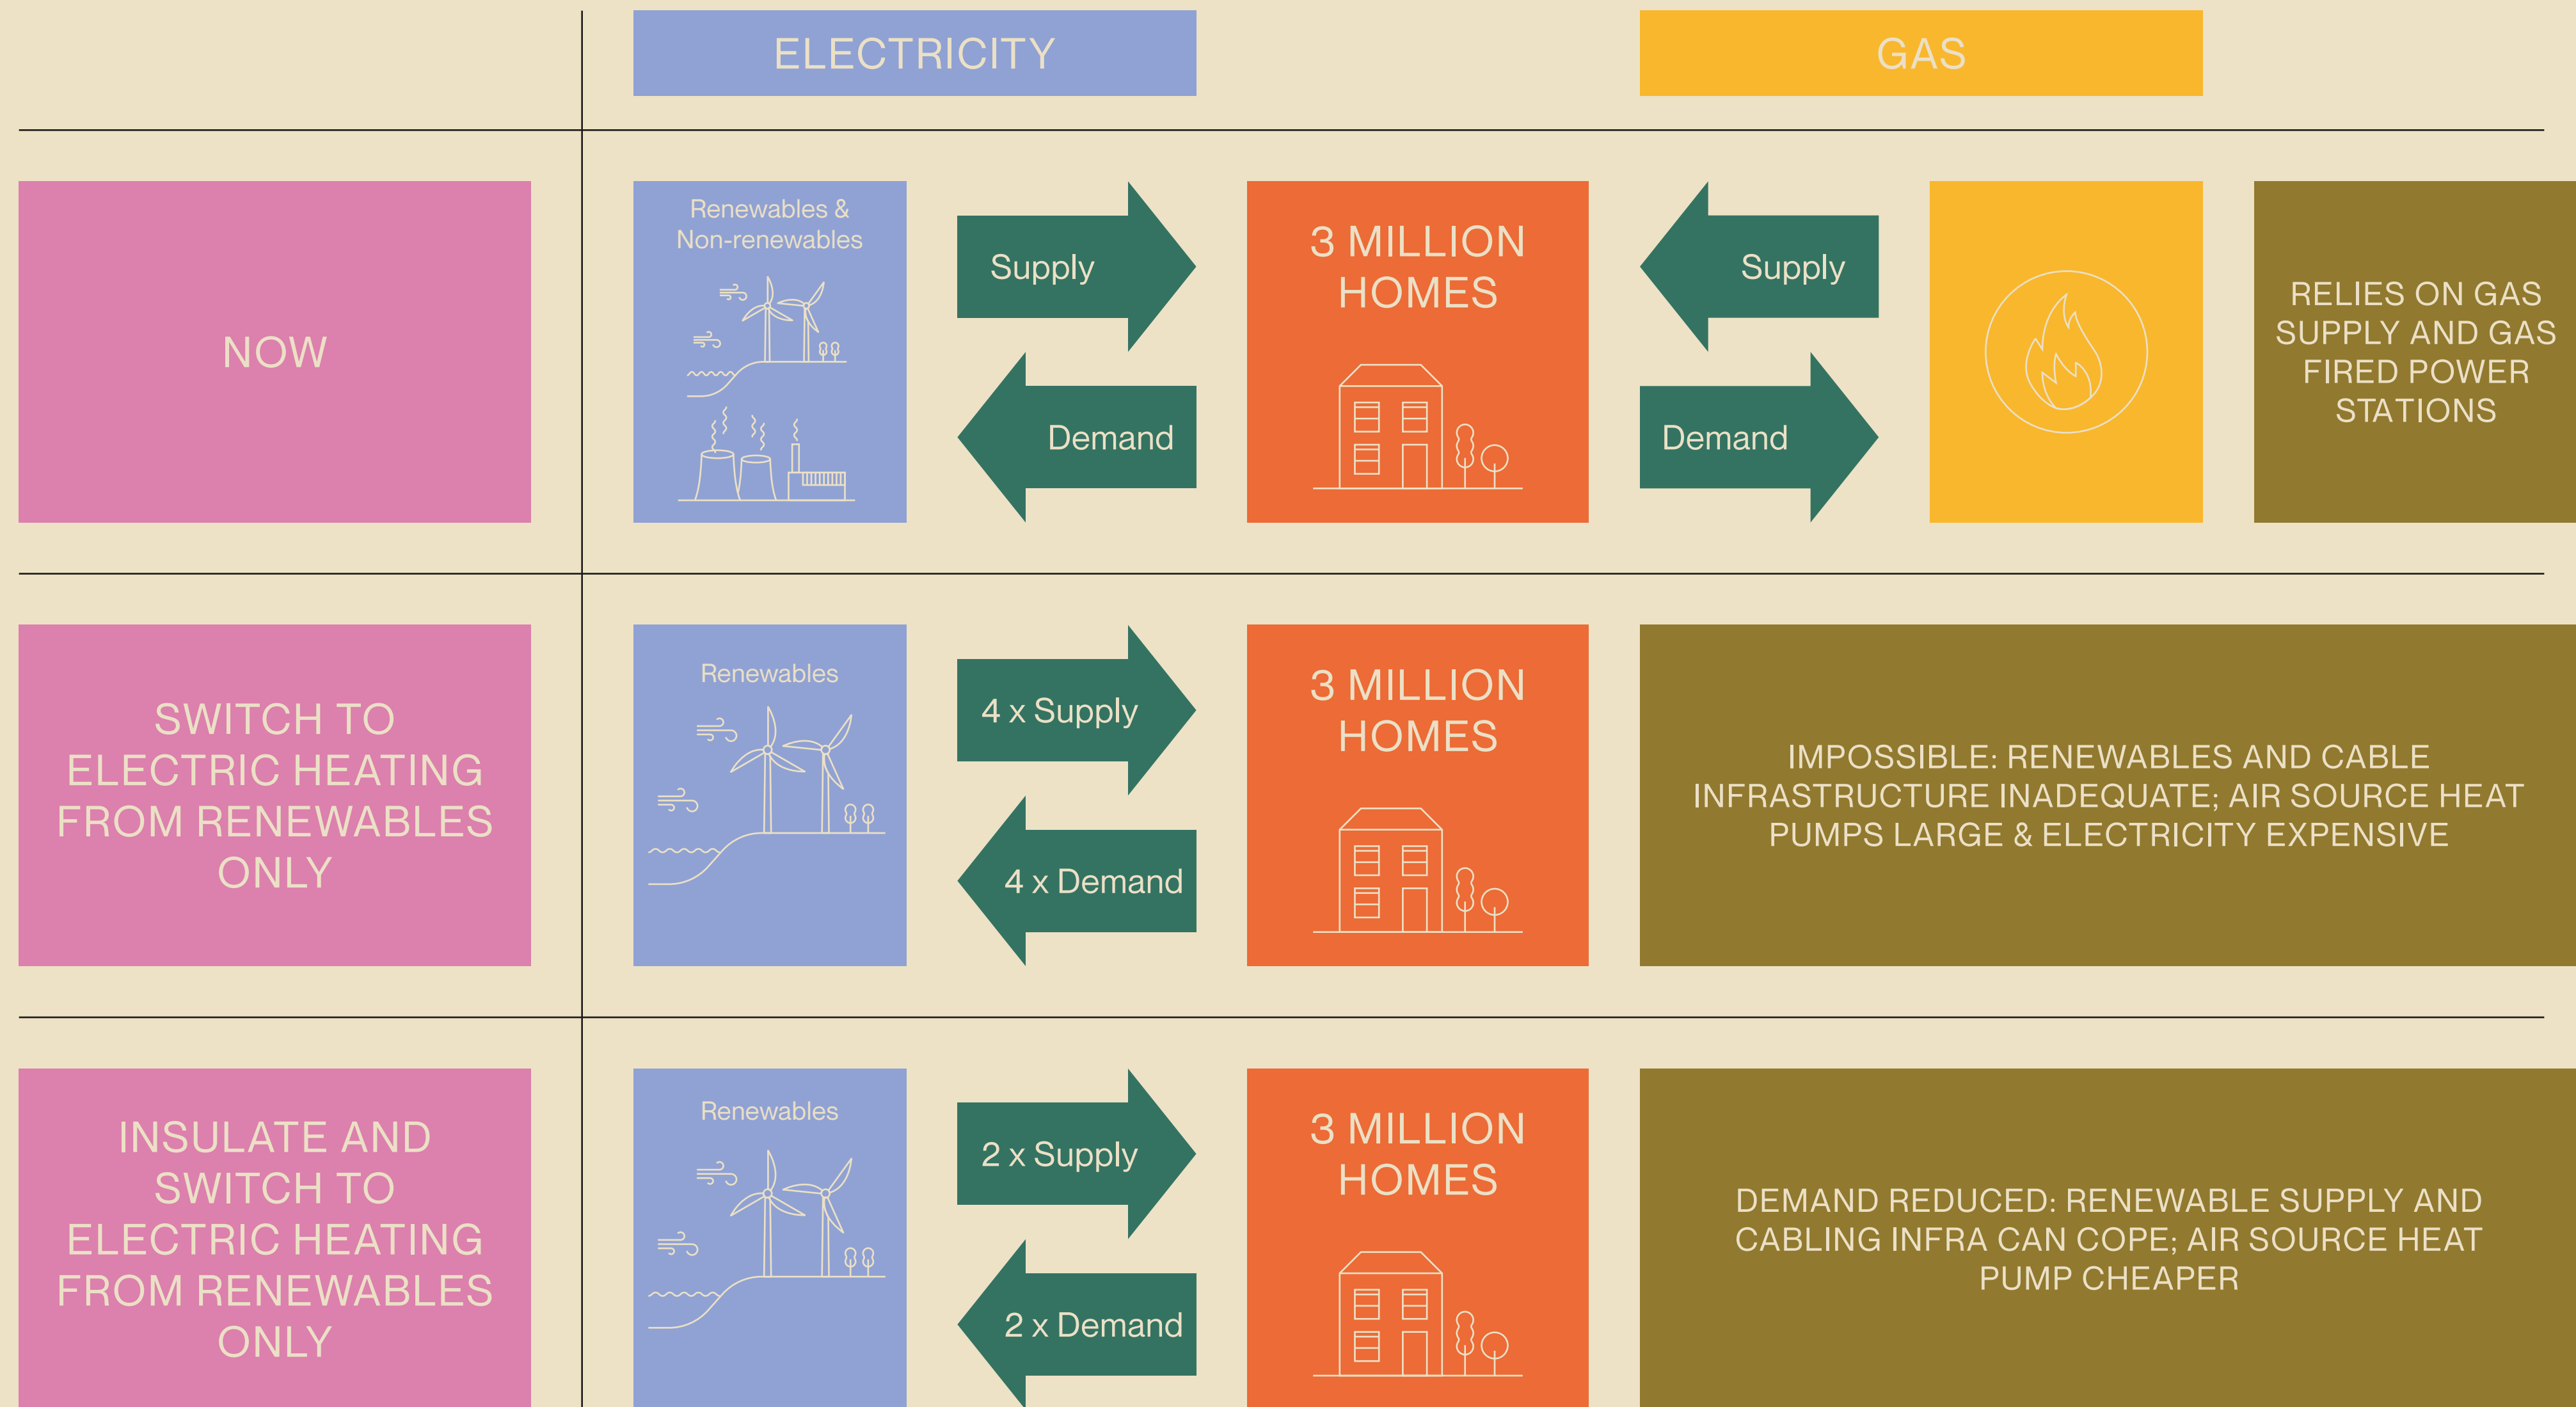 ELECTRICITY
GAS
NOW
Renewables &
Non-renewables
Supply
Demand
3 MILLION
HOMES
Supply
Demand
RELIES ON GAS
SUPPLY AND GAS
FIRED POWER
STATIONS
SWITCH TO
ELECTRIC HEATING
FROM RENEWABLES
ONLY
Renewables
4 x Supply
4 x Demand
3 MILLION
HOMES
IMPOSSIBLE: RENEWABLES AND CABLE
INFRASTRUCTURE INADEQUATE; AIR SOURCE HEAT
PUMPS LARGE & ELECTRICITY EXPENSIVE
INSULATE AND
SWITCH TO
ELECTRIC HEATING
FROM RENEWABLES
ONLY
Renewables
2 x Supply
2 x Demand
3 MILLION
HOMES
DEMAND REDUCED: RENEWABLE SUPPLY AND
CABLING INFRA CAN COPE; AIR SOURCE HEAT
PUMP CHEAPER